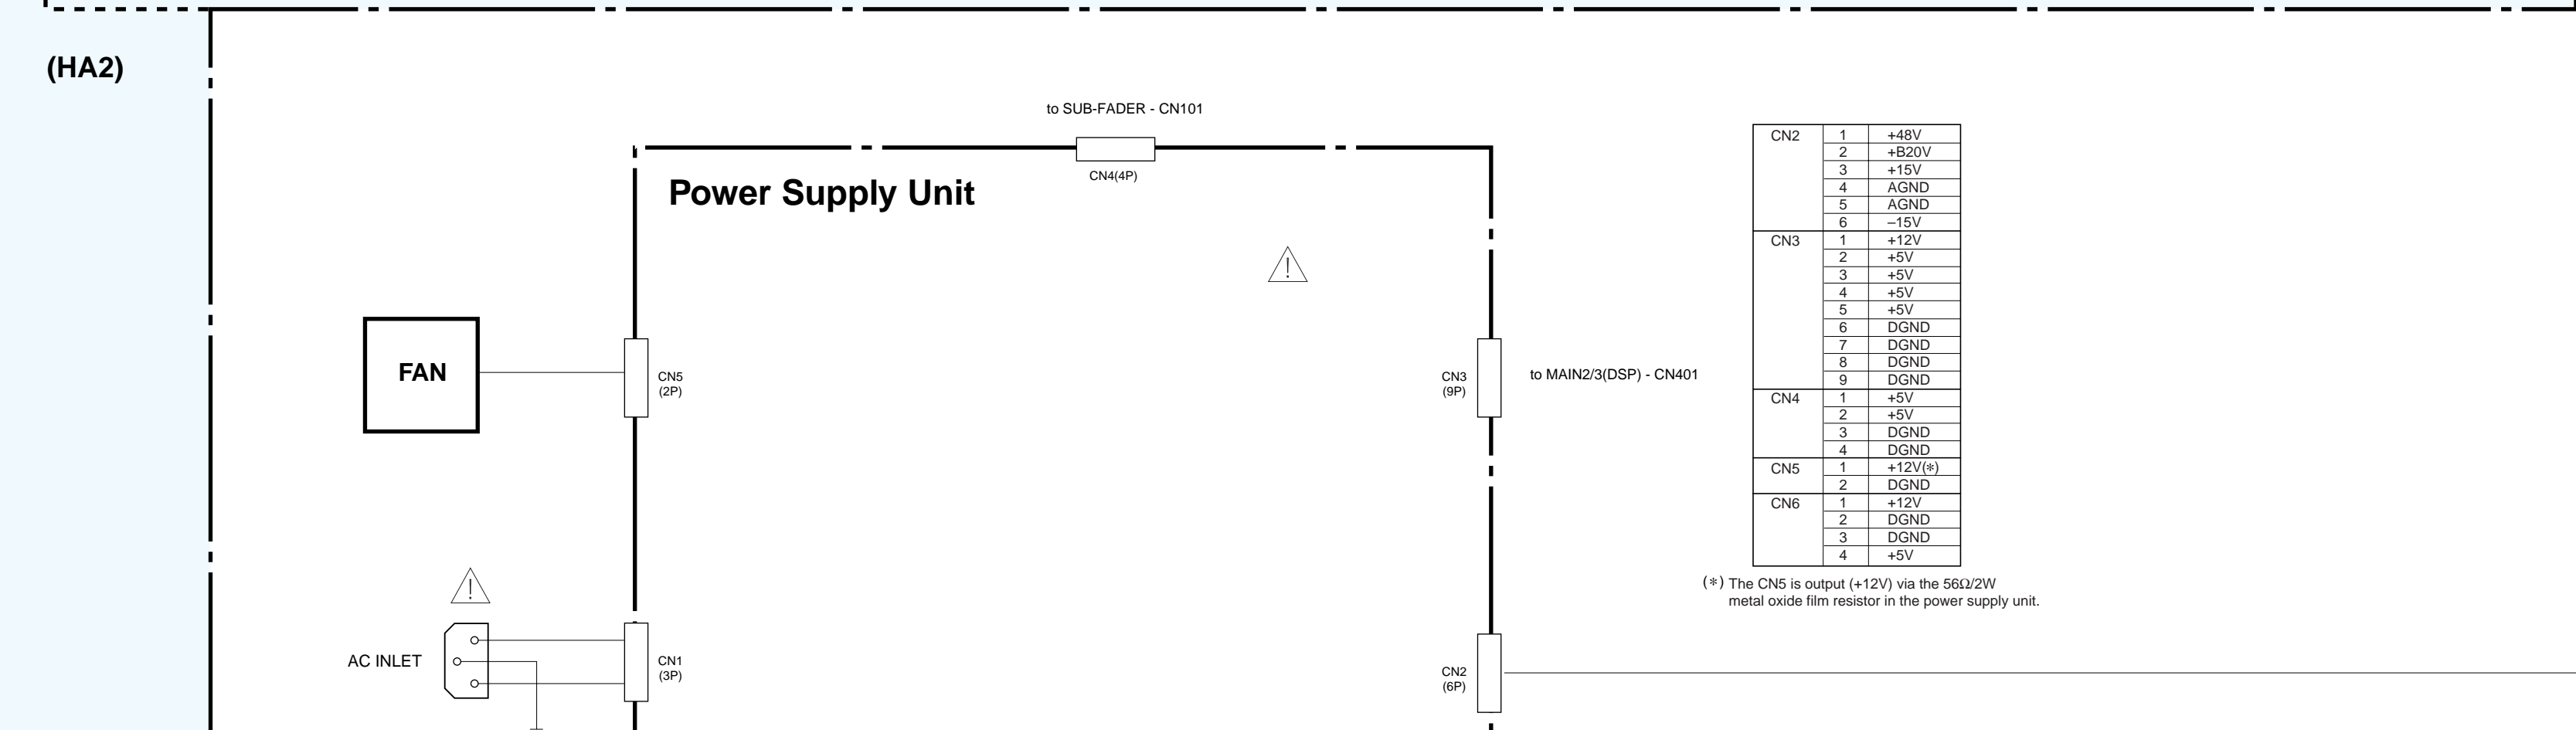 (HA2)
to SUB-FADER - CN101
CN4(4P)
Power Supply Unit
FAN
CN5
(2P)
CN3
(9P)
to MAIN2/3(DSP) - CN401
AC INLET
CN1
(3P)
CN2
(6P)
CN2 1 +48V
2 +B20V
3 +15V
4 AGND
5 AGND
6 –15V
CN3 1 +12V
2 +5V
3 +5V
4 +5V
5 +5V
6 DGND
7 DGND
8 DGND
9 DGND
CN4 1 +5V
2 +5V
3 DGND
4 DGND
CN5 1 +12V(∗)
2 DGND
CN6 1 +12V
2 DGND
3 DGND
4 +5V
(∗) The CN5 is output (+12V) via the 56Ω/2W
metal oxide film resistor in the power supply unit.